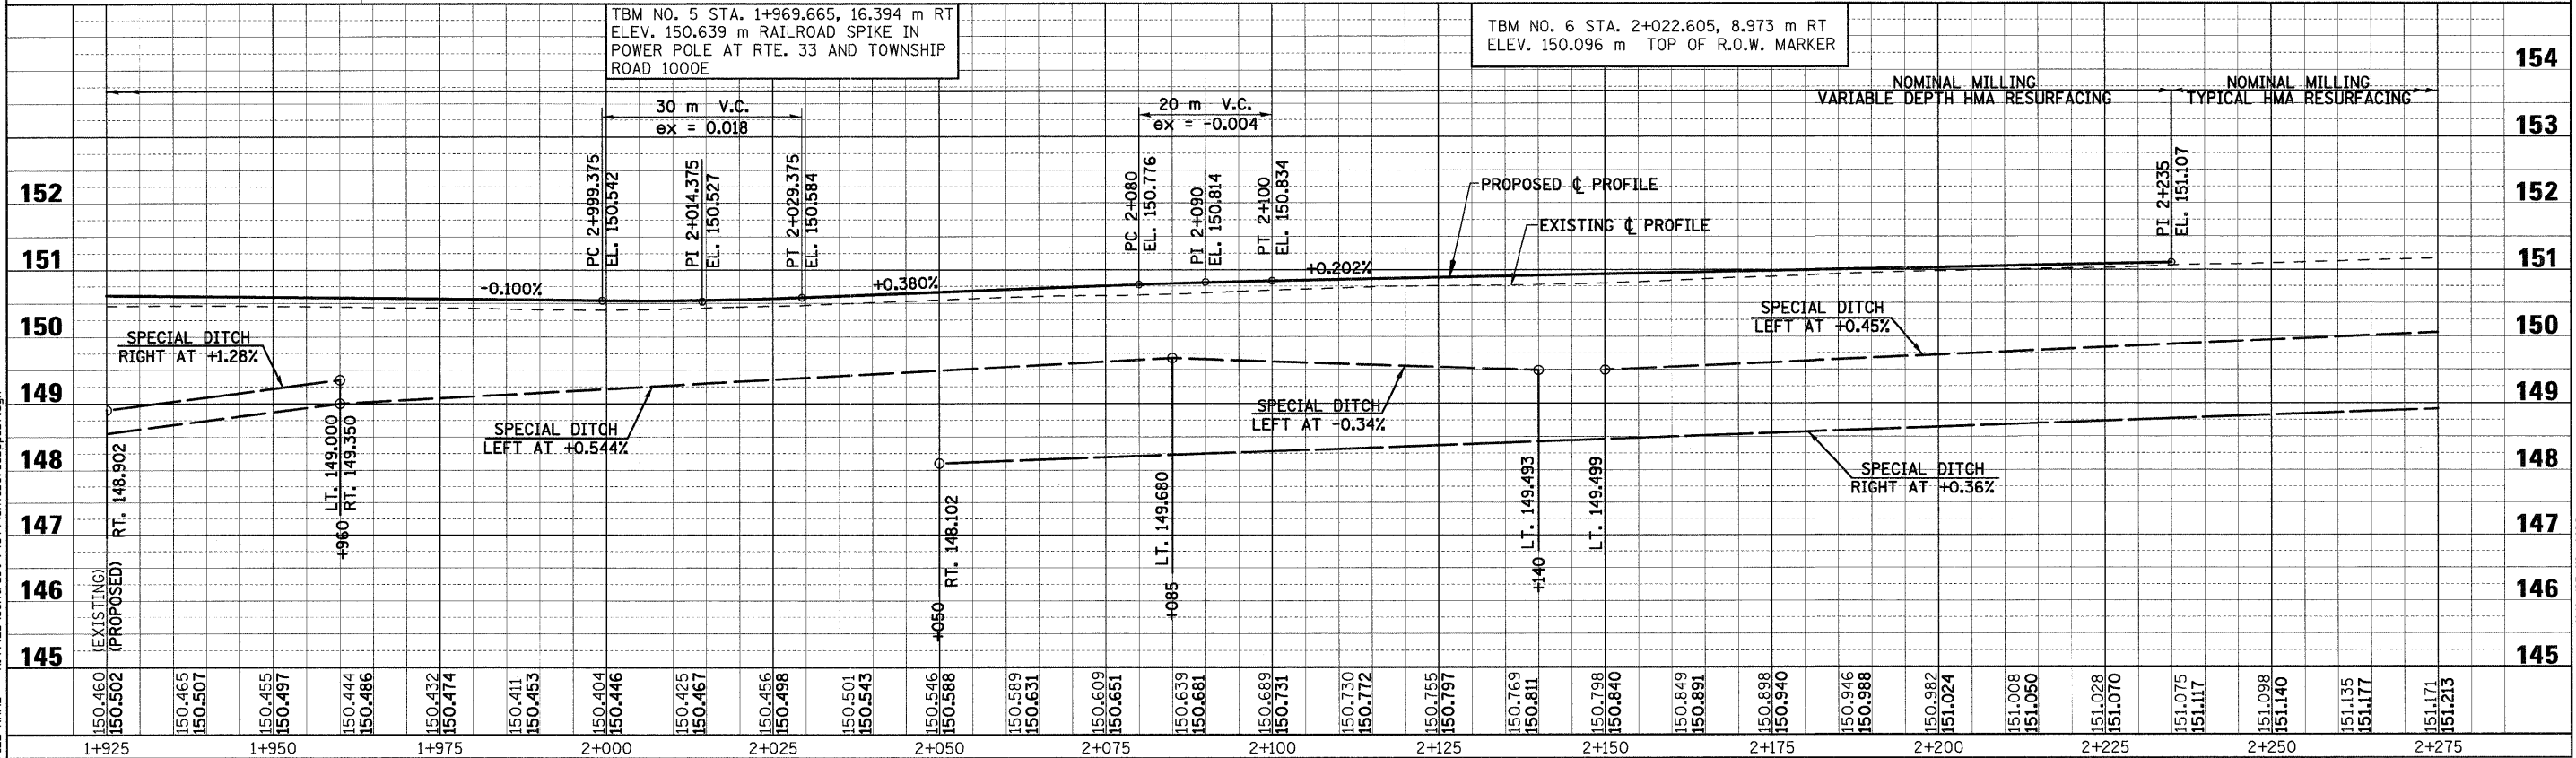 TBM NO. 5 STA. 1+969.665, 16.394 m RT
ELEV. 150.639 m RAILROAD SPIKE IN
POWER POLE AT RTE. 33 AND TOWNSHIP
ROAD 1000E
TBM NO. 6 STA. 2+022.605, 8.973 m RT
ELEV. 150.096 m TOP OF R.O.W. MARKER
154
NOMINAL MILLING
VARIABLE DEPTH HMA RESURFACING
NOMINAL MILLING
TYPICAL HMA RESURFACING
30 m V.C.
ex = 0.018
20 m V.C.
ex = -0.004
153
PC 2+999.375
EL. 150.542
PI 2+014.375
EL. 150.527
PT 2+029.375
EL. 150.584
PC 2+080
EL. 150.776
PI 2+090
EL. 150.814
PT 2+100
EL. 150.834
PI 2+235
EL. 151.107
152
PROPOSED ℄ PROFILE
152
EXISTING ℄ PROFILE
151
151
-0.100%
+0.380%
+0.202%
150
150
SPECIAL DITCH
RIGHT AT +1.28%
SPECIAL DITCH
LEFT AT +0.45%
149
149
SPECIAL DITCH
LEFT AT +0.544%
SPECIAL DITCH
LEFT AT -0.34%
148
148
SPECIAL DITCH
RIGHT AT +0.36%
RT. 148.902
LT. 149.000
RT. 149.350
+960
RT. 148.102
+050
LT. 149.680
+085
LT. 149.493
+140
LT. 149.499
147
147
146
146
145
145
(EXISTING)
(PROPOSED)
150.460
150.502
150.465
150.507
150.455
150.497
150.444
150.486
150.432
150.474
150.411
150.453
150.404
150.446
150.425
150.467
150.456
150.498
150.501
150.543
150.546
150.588
150.589
150.631
150.609
150.651
150.639
150.681
150.689
150.731
150.730
150.772
150.755
150.797
150.769
150.811
150.798
150.840
150.849
150.891
150.898
150.940
150.946
150.988
150.982
151.024
151.008
151.050
151.028
151.070
151.075
151.117
151.098
151.140
151.135
151.177
151.171
151.213
1+925
1+950
1+975
2+000
2+025
2+050
2+075
2+100
2+125
2+150
2+175
2+200
2+225
2+250
2+275